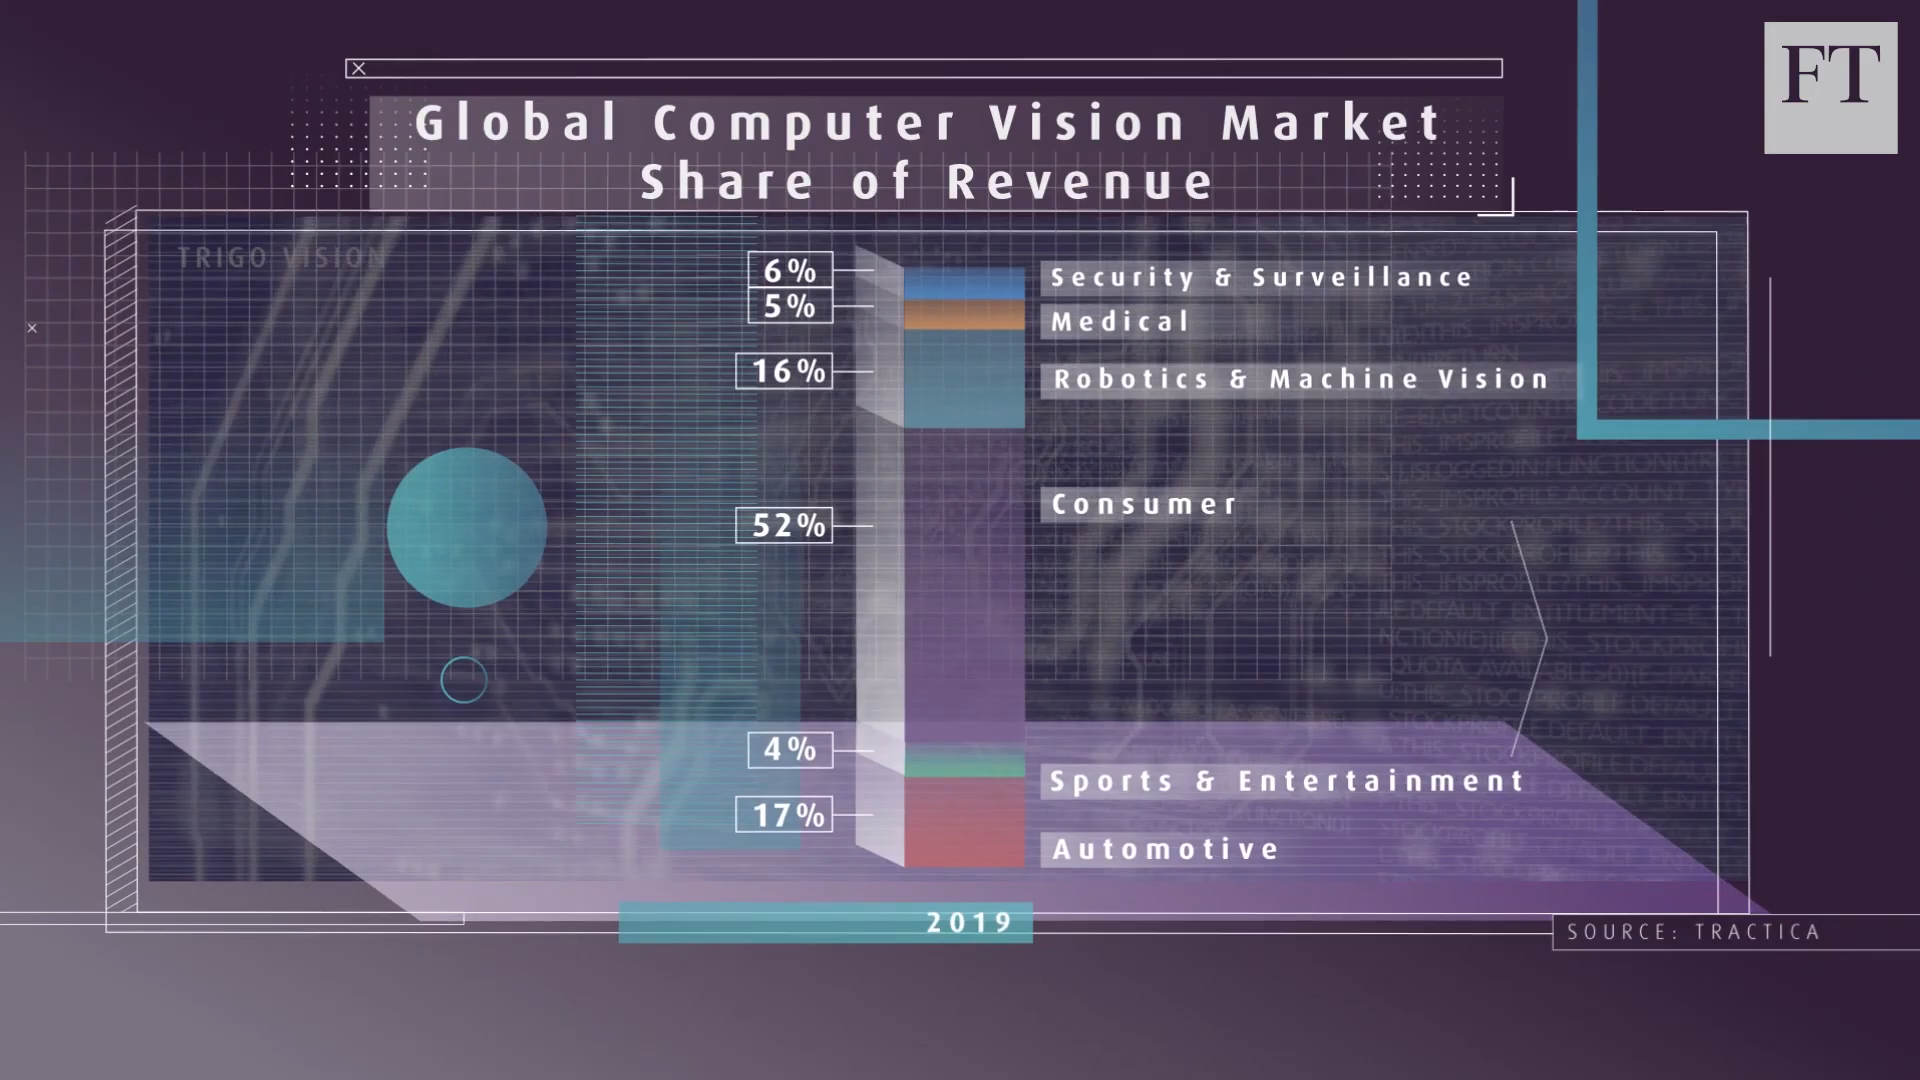 FT
Global Computer Vision Market
Share of Revenue
TRIGO VISION
6%
Security & Surveillance
5%
Medical
16%
Robotics & Machine Vision
52%
Consumer
4%
Sports & Entertainment
17%
Automotive
2019
SOURCE: TRACTICA